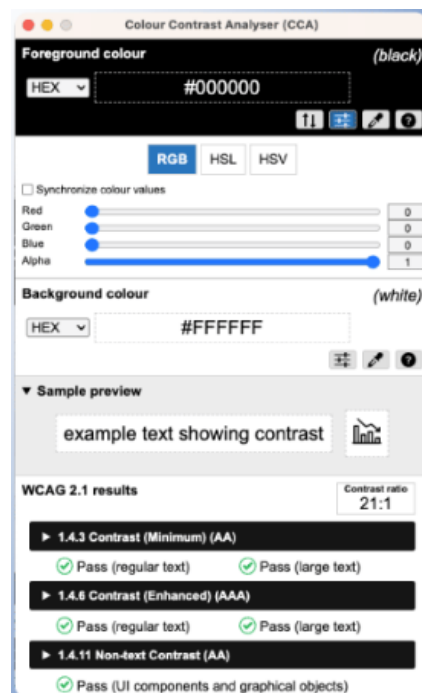 Colour Contrast Analyser (CCA)
Foreground colour (black)
HEX #000000
RGB HSL HSV
Synchronize colour values
Red 0
Green 0
Blue 0
Alpha 1
Background colour (white)
HEX #FFFFFF
▼ Sample preview
example text showing contrast
WCAG 2.1 results Contrast ratio
21:1
► 1.4.3 Contrast (Minimum) (AA)
Pass (regular text) Pass (large text)
► 1.4.6 Contrast (Enhanced) (AAA)
Pass (regular text) Pass (large text)
► 1.4.11 Non-text Contrast (AA)
Pass (UI components and graphical objects)